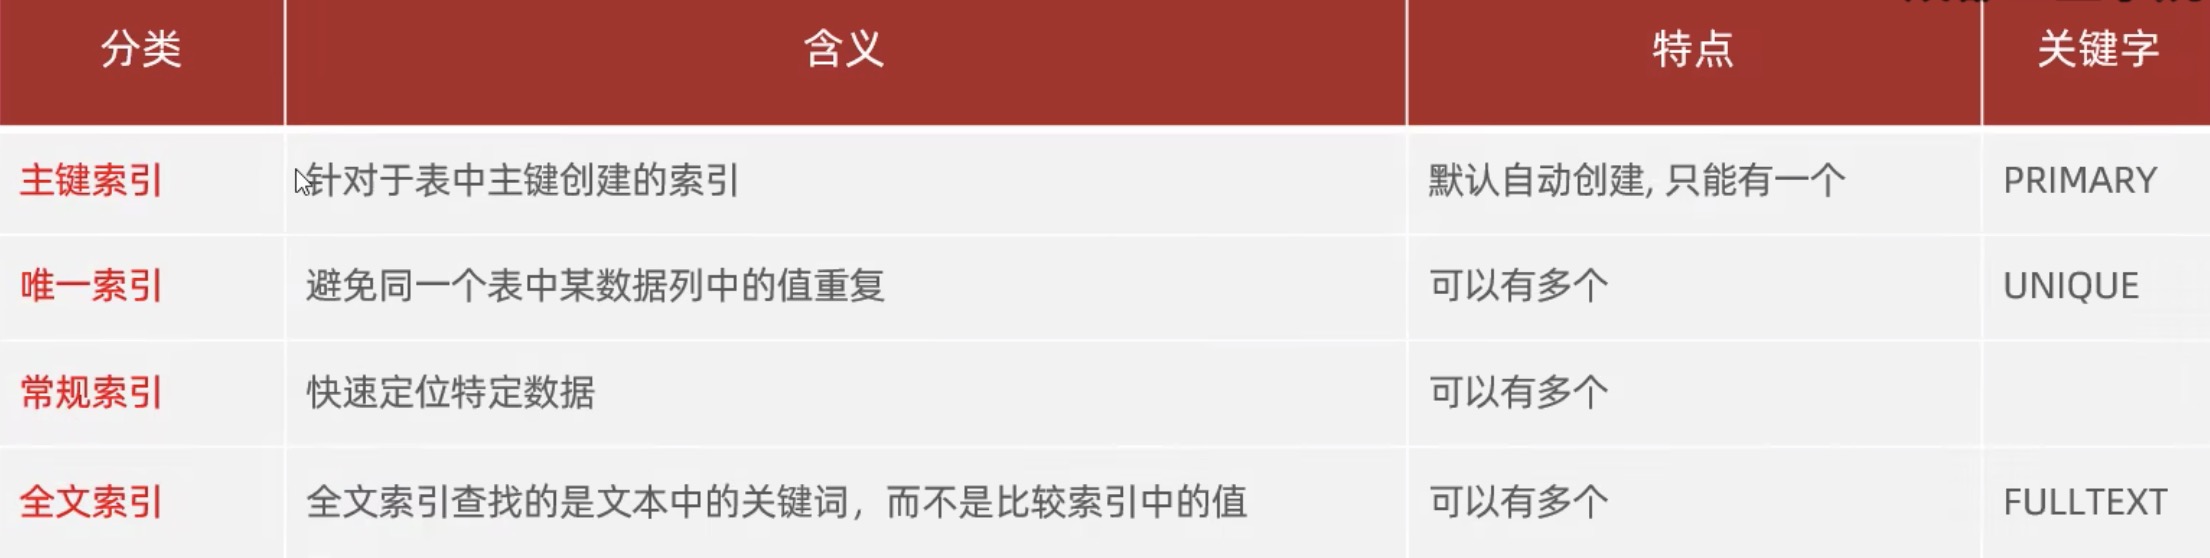 分类 含义 特点 关键字
主键索引 针对于表中主键创建的索引 默认自动创建, 只能有一个 PRIMARY
唯一索引 避免同一个表中某数据列中的值重复 可以有多个 UNIQUE
常规索引 快速定位特定数据 可以有多个
全文索引 全文索引查找的是文本中的关键词，而不是比较索引中的值 可以有多个 FULLTEXT